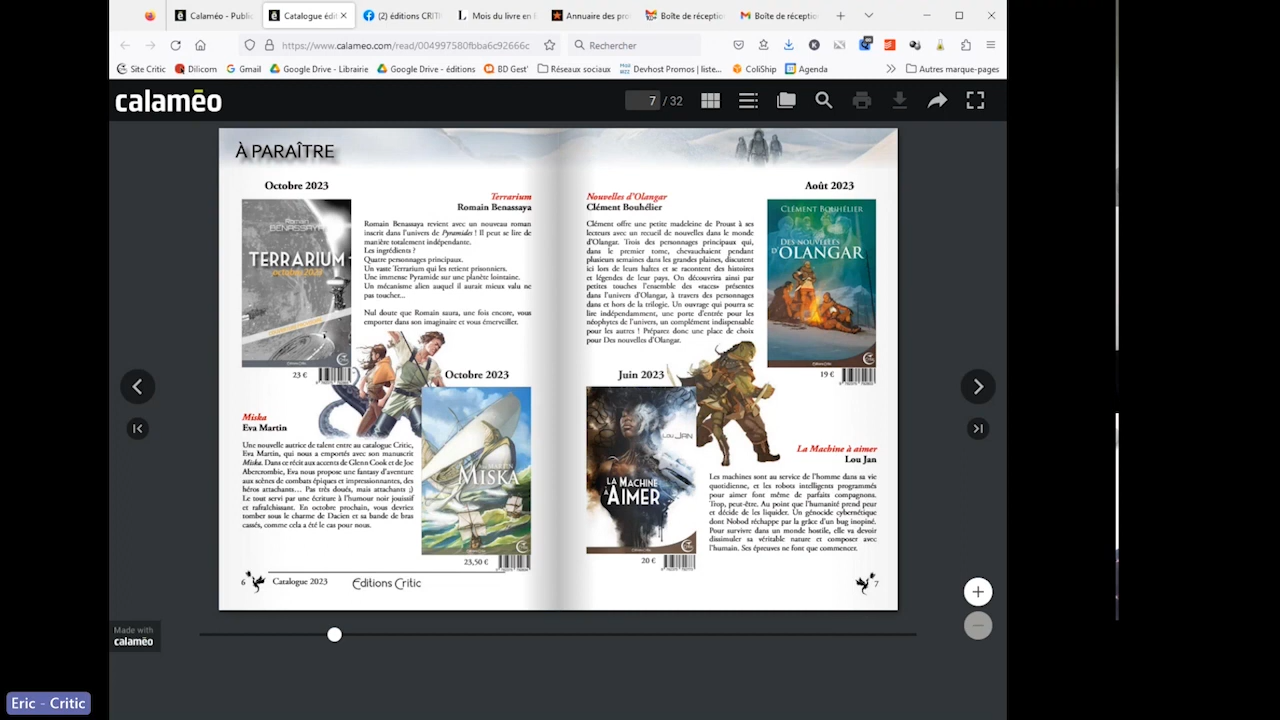 Calaméo - Publi
Catalogue édi
(2) éditions CRITI
Mois du livre en B
Annuaire des pro
Boîte de réceptio
Boîte de réception
https://www.calameo.com/read/004997580fbba6c92666c
Rechercher
Site Critic
Dilicom
Gmail
Google Drive - Librairie
Google Drive - éditions
BD Gest'
Réseaux sociaux
Devhost Promos | liste...
ColiShip
Agenda
Autres marque-pages
calaméo
7 / 32
À PARAÎTRE
Octobre 2023
Terrarium
Romain Benassaya
Roman
BENASSAYA
TERRARIUM
octobre 2023
23 €
Romain Benassaya revient avec un nouveau roman
inscrit dans l'univers de Pyramides ! Il peut se lire de
manière totalement indépendante.
Les ingrédients ?
Quatre personnages principaux.
Un vaste Terrarium qui les retient prisonniers.
Une immense Pyramide sur une planète lointaine.
Un mécanisme alien auquel il aurait mieux valu ne
pas toucher...
Nul doute que Romain saura, une fois encore, vous
emporter dans son imaginaire et vous émerveiller.
Octobre 2023
Miska
Eva Martin
Une nouvelle autrice de talent entre au catalogue Critic,
Eva Martin, qui nous a emportés avec son manuscrit
Miska. Dans ce récit aux accents de Glenn Cook et de Joe
Abercrombie, Eva nous propose une fantasy d'aventure
aux scènes de combats épiques et impressionnantes, des
héros attachants... Pas très doués, mais attachants ;)
Le tout servi par une écriture à l'humour noir jouissif
et rafraîchissant. En octobre prochain, vous devriez
tomber sous le charme de Dacien et sa bande de bras
cassés, comme cela a été le cas pour nous.
MISKA
23,50 €
6
Catalogue 2023
Editions Critic
Nouvelles d'Olangar
Clément Bouhélier
Août 2023
Clément offre une petite madeleine de Proust à ses
lecteurs avec un recueil de nouvelles dans le monde
d'Olangar. Trois des personnages principaux qui,
dans le premier tome, chevauchaient pendant
plusieurs semaines dans les grandes plaines, discutent
ici lors de leurs haltes et se racontent des histoires
et légendes de leur pays. On découvrira ainsi par
petites touches l'ensemble des «races» présentes
dans l'univers d'Olangar, à travers des personnages
dans et hors de la trilogie. Un ouvrage qui pourra se
lire indépendamment, une porte d'entrée pour les
néophytes de l'univers, un complément indispensable
pour les autres ! Préparez donc une place de choix
pour Des nouvelles d'Olangar.
CLÉMENT BOUHÉLIER
DES NOUVELLES
D'OLANGAR
19 €
Juin 2023
LOU JAN
LA MACHINE
À AIMER
20 €
La Machine à aimer
Lou Jan
Les machines sont au service de l'homme dans sa vie
quotidienne, et les robots intelligents programmés
pour aimer font même de parfaits compagnons.
Trop, peut-être. Au point que l'humanité prend peur
et décide de les liquider. Un génocide cybernétique
dont Nobod réchappe par la grâce d'un bug inopiné.
Pour survivre dans un monde hostile, elle va devoir
dissimuler sa véritable nature et composer avec
l'humain. Ses épreuves ne font que commencer.
7
Made with
calaméo
Eric - Critic